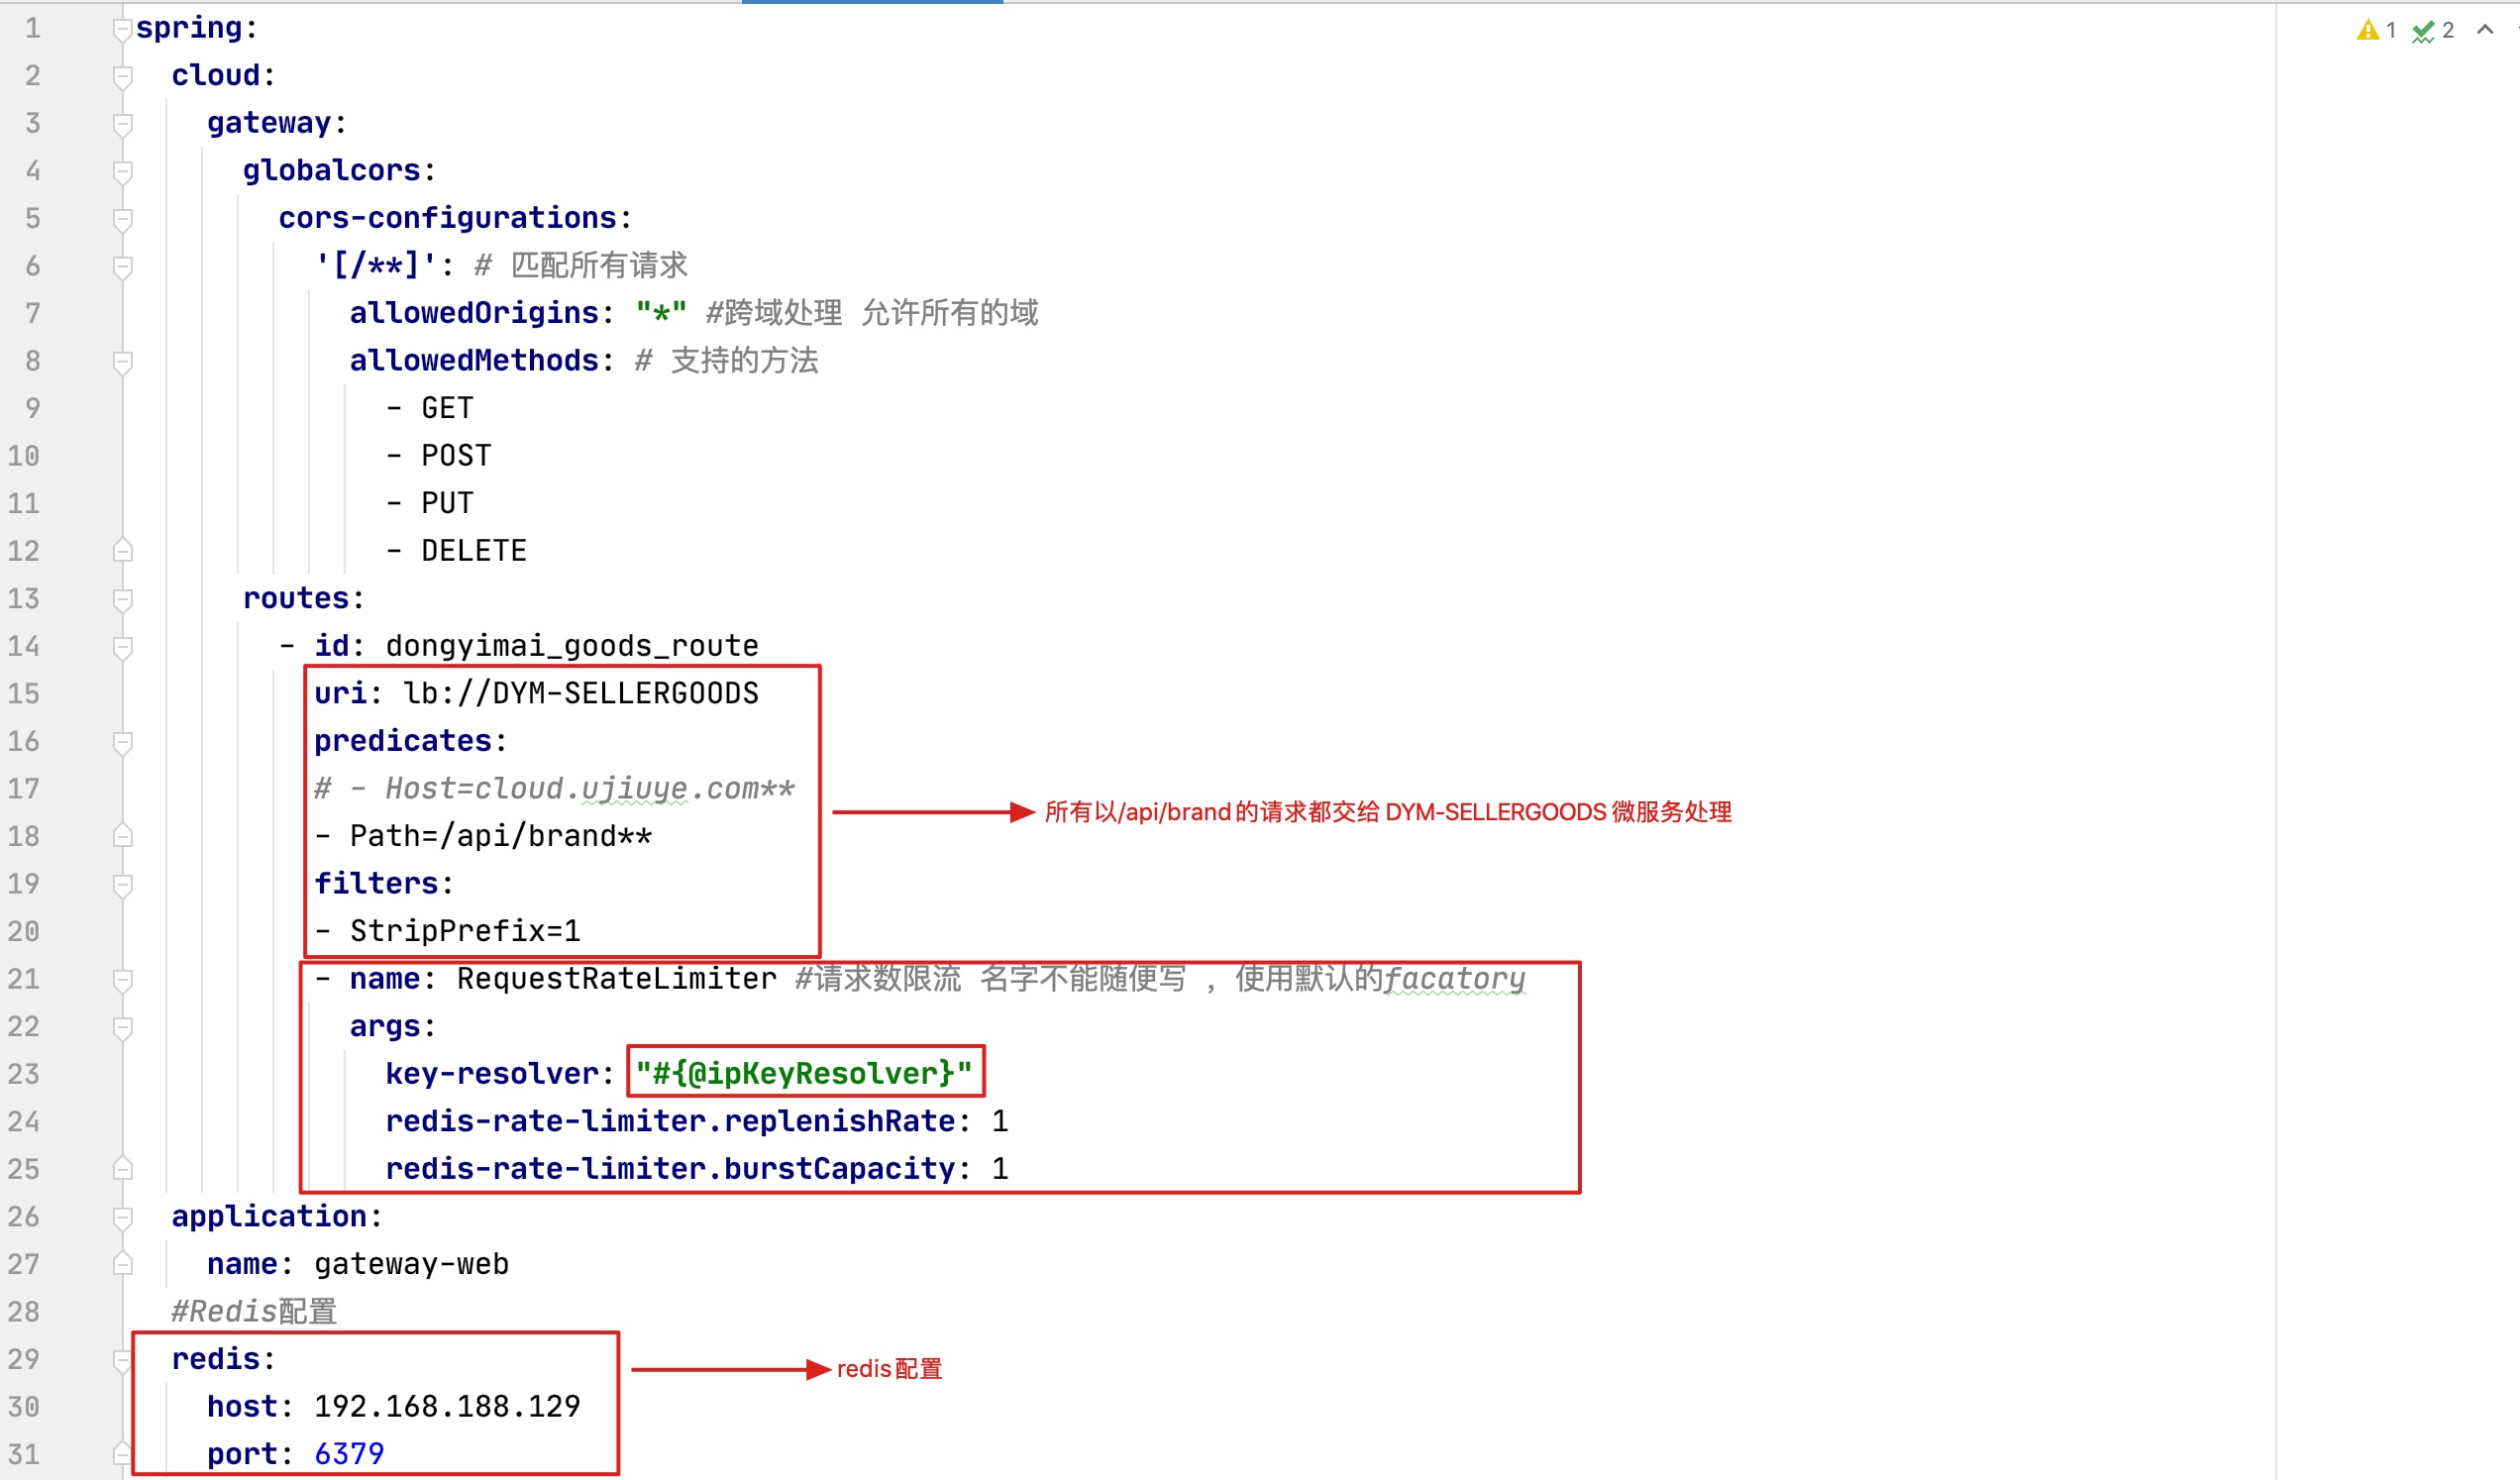 1 spring:
2 cloud:
3 gateway:
4 globalcors:
5 cors-configurations:
6 '[/**]': # 匹配所有请求
7 allowedOrigins: "*" #跨域处理 允许所有的域
8 allowedMethods: # 支持的方法
9 - GET
10 - POST
11 - PUT
12 - DELETE
13 routes:
14 - id: dongyimai_goods_route
15 uri: lb://DYM-SELLERGOODS
16 predicates:
17 # - Host=cloud.ujiuye.com**
所有以/api/brand的请求都交给 DYM-SELLERGOODS 微服务处理
18 - Path=/api/brand**
19 filters:
20 - StripPrefix=1
21 - name: RequestRateLimiter #请求数限流 名字不能随便写 ，使用默认的facatory
22 args:
23 key-resolver: "#{@ipKeyResolver}"
24 redis-rate-limiter.replenishRate: 1
25 redis-rate-limiter.burstCapacity: 1
26 application:
27 name: gateway-web
28 #Redis配置
29 redis:
redis配置
30 host: 192.168.188.129
31 port: 6379
1 2